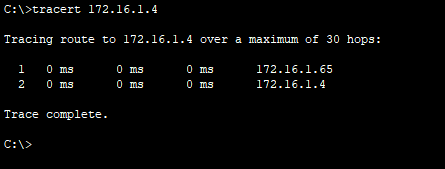 C:\>tracert 172.16.1.4
Tracing route to 172.16.1.4 over a maximum of 30 hops:
1 0 ms 0 ms 0 ms 172.16.1.65
2 0 ms 0 ms 0 ms 172.16.1.4
Trace complete.
C:\>